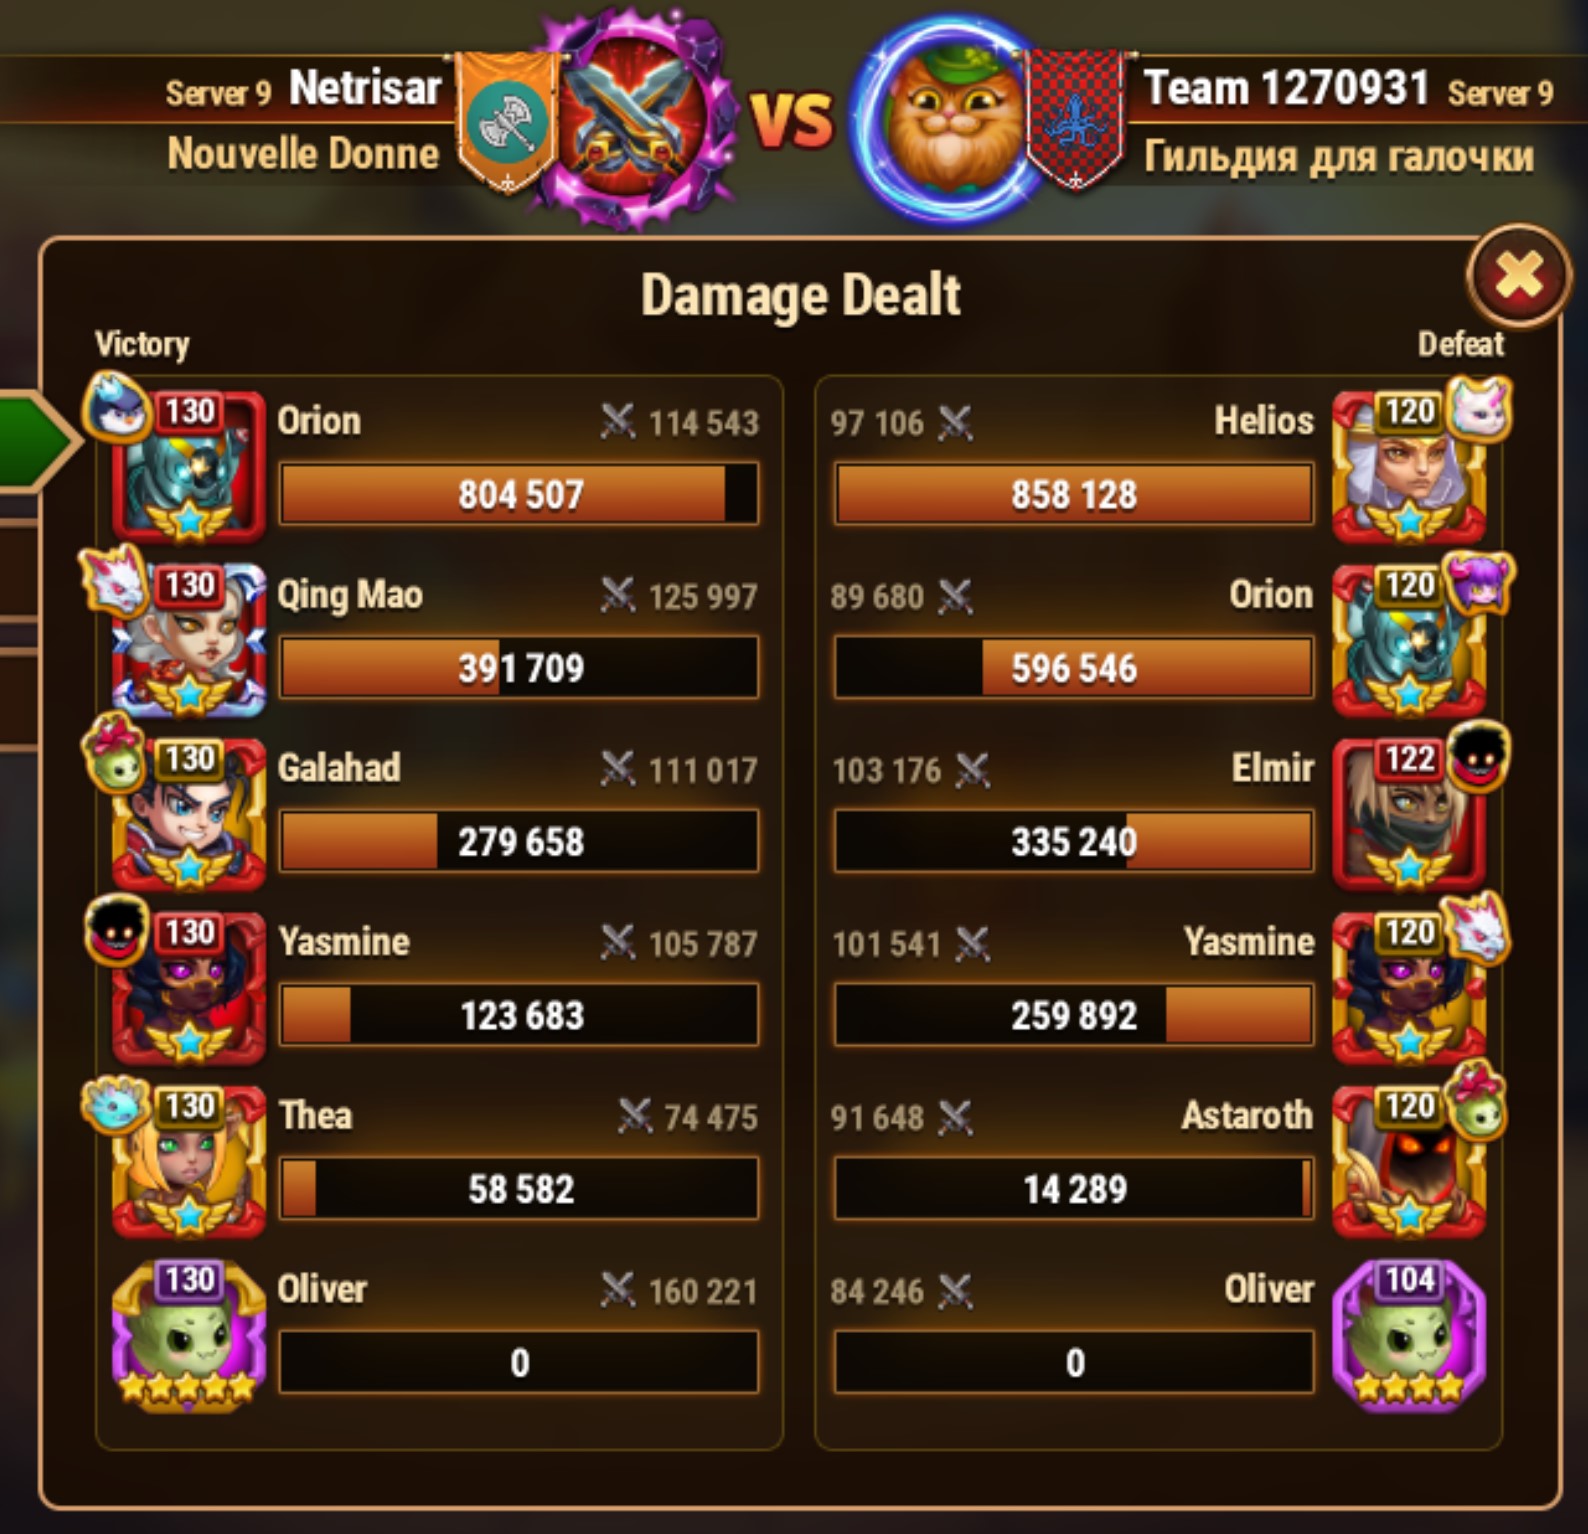 Server 9 Netrisar
Nouvelle Donne
VS
Team 1270931 Server 9
Гильдия для галочки
Damage Dealt
Victory
Defeat
130 Orion 114 543
804 507
130 Qing Mao 125 997
391 709
130 Galahad 111 017
279 658
130 Yasmine 105 787
123 683
130 Thea 74 475
58 582
130 Oliver 160 221
0
97 106 Helios 120
858 128
89 680 Orion 120
596 546
103 176 Elmir 122
335 240
101 541 Yasmine 120
259 892
91 648 Astaroth 120
14 289
84 246 Oliver 104
0